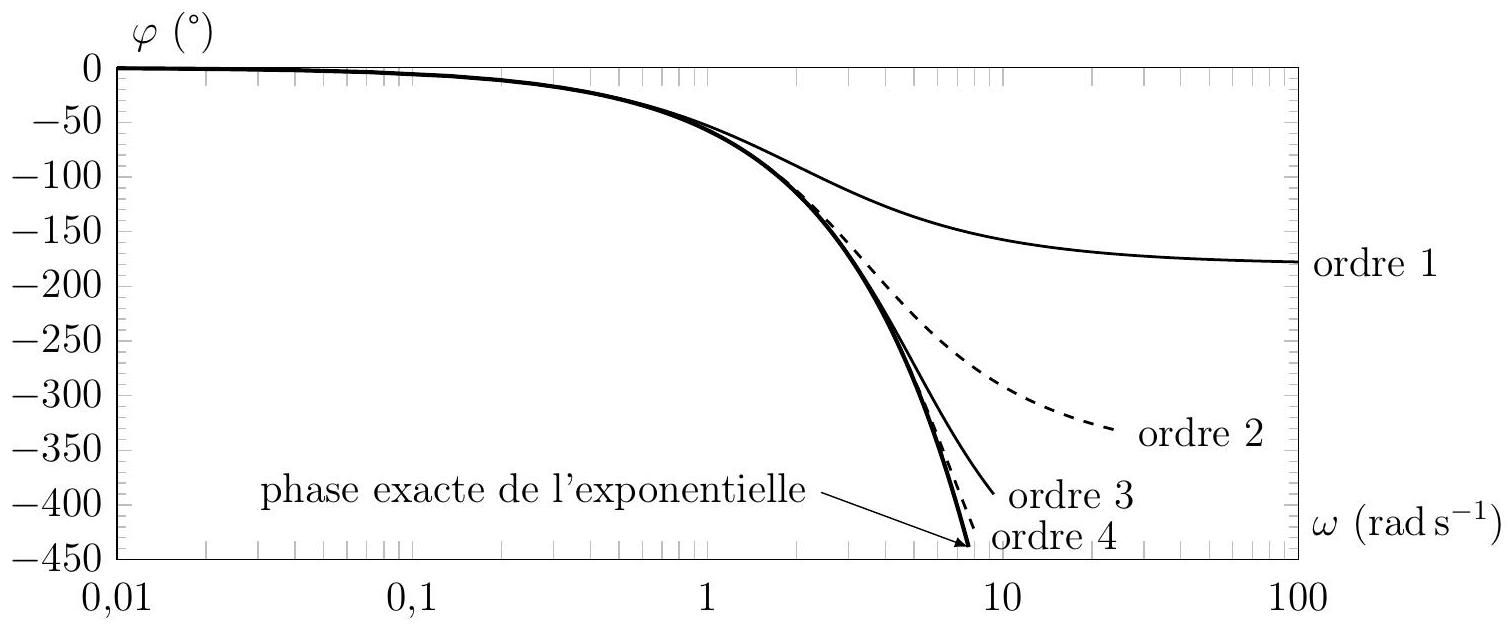 φ (°)
0
−50
−100
−150
−200
−250
−300
−350
−400
−450
ordre 1
ordre 2
phase exacte de l'exponentielle
ordre 3
ordre 4
ω (rad s⁻¹)
0,01 0,1 1 10 100